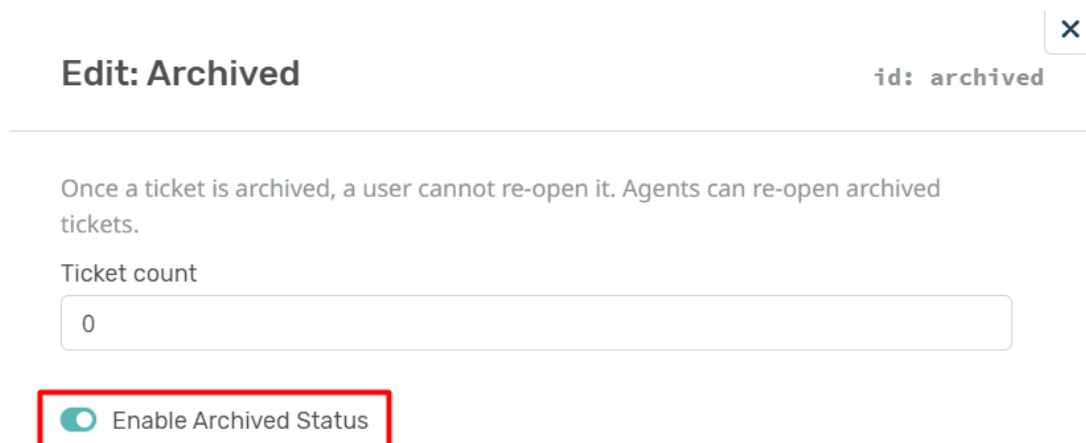 Edit: Archived
id: archived
Once a ticket is archived, a user cannot re-open it. Agents can re-open archived
tickets.
Ticket count
0
Enable Archived Status